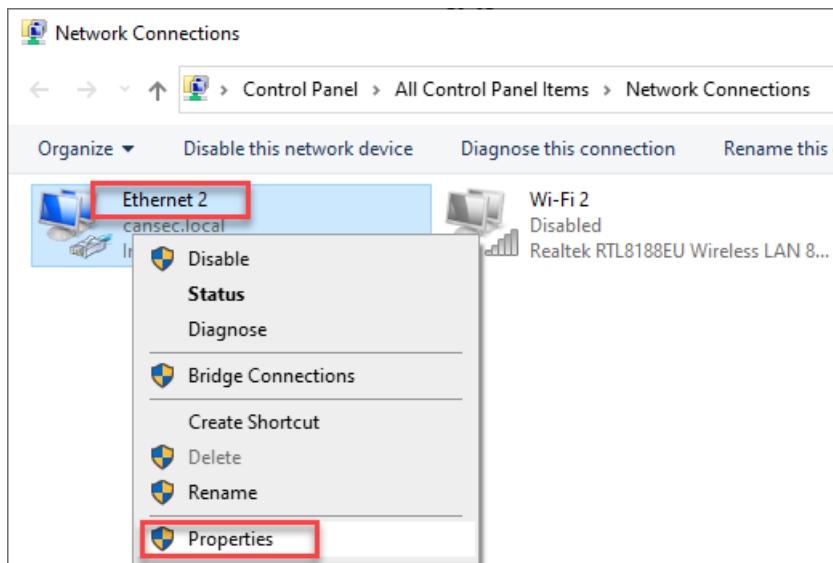 Network Connections
Control Panel > All Control Panel Items > Network Connections
Organize Disable this network device Diagnose this connection Rename this
Ethernet 2
cansec.local
Wi-Fi 2
Disabled
Realtek RTL8188EU Wireless LAN 8...
Disable
Status
Diagnose
Bridge Connections
Create Shortcut
Delete
Rename
Properties